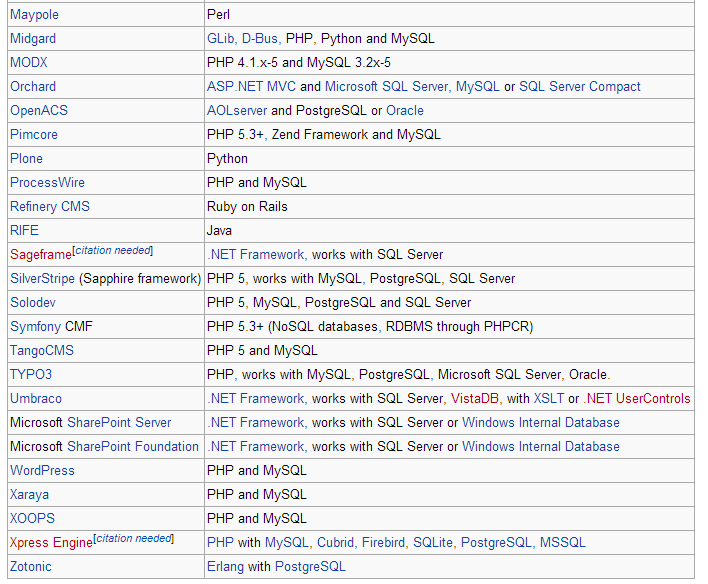 Maypole Perl
Midgard GLib, D-Bus, PHP, Python and MySQL
MODX PHP 4.1.x-5 and MySQL 3.2x-5
Orchard ASP.NET MVC and Microsoft SQL Server, MySQL or SQL Server Compact
OpenACS AOLserver and PostgreSQL or Oracle
Pimcore PHP 5.3+, Zend Framework and MySQL
Plone Python
ProcessWire PHP and MySQL
Refinery CMS Ruby on Rails
RIFE Java
Sageframe[citation needed] .NET Framework, works with SQL Server
SilverStripe (Sapphire framework) PHP 5, works with MySQL, PostgreSQL, SQL Server
Solodev PHP 5, MySQL, PostgreSQL and SQL Server
Symfony CMF PHP 5.3+ (NoSQL databases, RDBMS through PHPCR)
TangoCMS PHP 5 and MySQL
TYPO3 PHP, works with MySQL, PostgreSQL, Microsoft SQL Server, Oracle.
Umbraco .NET Framework, works with SQL Server, VistaDB, with XSLT or .NET UserControls
Microsoft SharePoint Server .NET Framework, works with SQL Server or Windows Internal Database
Microsoft SharePoint Foundation .NET Framework, works with SQL Server or Windows Internal Database
WordPress PHP and MySQL
Xaraya PHP and MySQL
XOOPS PHP and MySQL
Xpress Engine[citation needed] PHP with MySQL, Cubrid, Firebird, SQLite, PostgreSQL, MSSQL
Zotonic Erlang with PostgreSQL